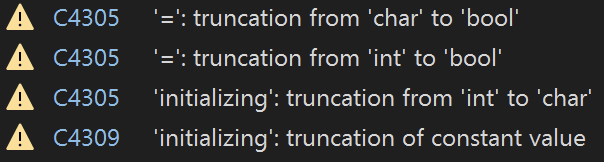 C4305 '=': truncation from 'char' to 'bool'
C4305 '=': truncation from 'int' to 'bool'
C4305 'initializing': truncation from 'int' to 'char'
C4309 'initializing': truncation of constant value